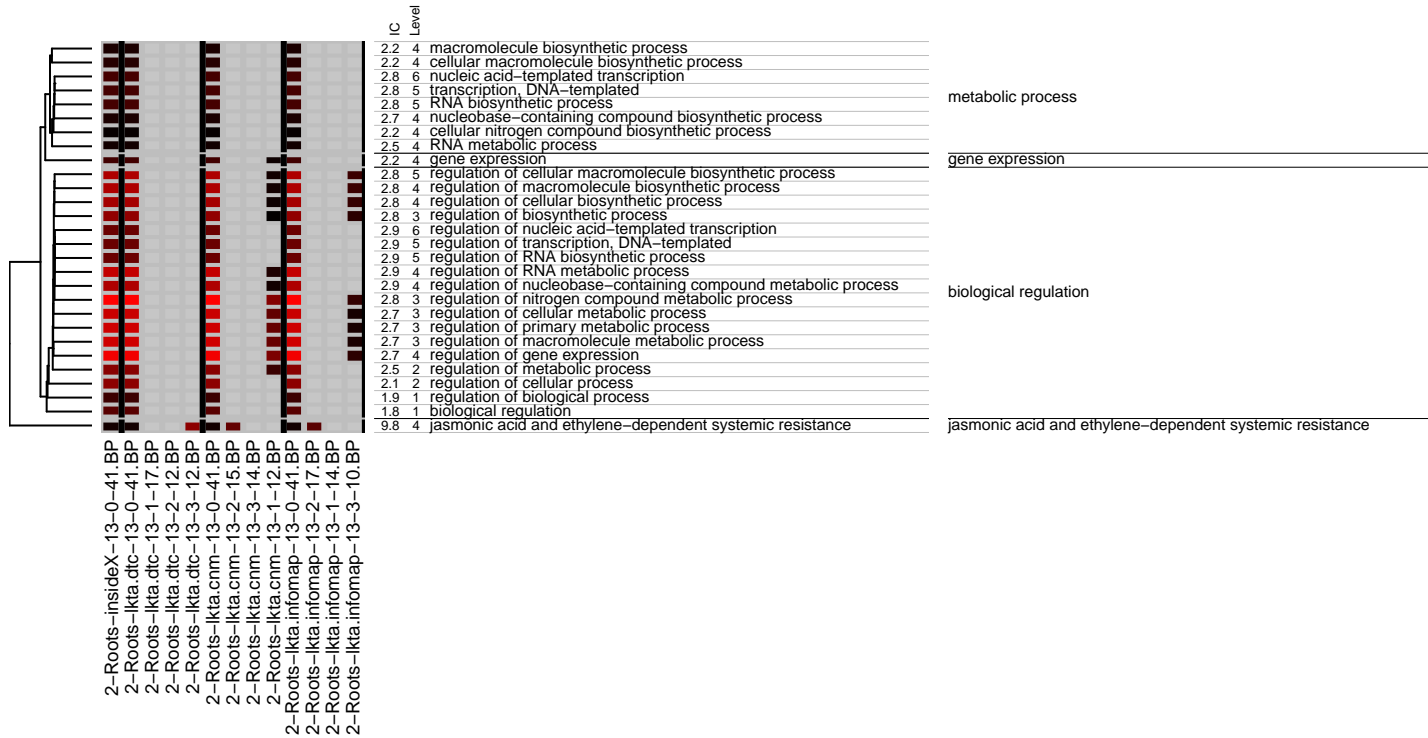 IC Level
2.2 4 macromolecule biosynthetic process
2.2 4 cellular macromolecule biosynthetic process
2.8 6 nucleic acid−templated transcription
2.8 5 transcription, DNA−templated
2.8 5 RNA biosynthetic process
2.7 4 nucleobase−containing compound biosynthetic process
2.2 4 cellular nitrogen compound biosynthetic process
2.5 4 RNA metabolic process
metabolic process
2.2 4 gene expression gene expression
2.8 5 regulation of cellular macromolecule biosynthetic process
2.8 4 regulation of macromolecule biosynthetic process
2.8 4 regulation of cellular biosynthetic process
2.8 3 regulation of biosynthetic process
2.9 6 regulation of nucleic acid−templated transcription
2.9 5 regulation of transcription, DNA−templated
2.9 5 regulation of RNA biosynthetic process
2.9 4 regulation of RNA metabolic process
2.9 4 regulation of nucleobase−containing compound metabolic process
2.8 3 regulation of nitrogen compound metabolic process
2.7 3 regulation of cellular metabolic process
2.7 3 regulation of primary metabolic process
2.7 3 regulation of macromolecule metabolic process
2.7 4 regulation of gene expression
2.5 2 regulation of metabolic process
2.1 2 regulation of cellular process
1.9 1 regulation of biological process
1.8 1 biological regulation
biological regulation
9.8 4 jasmonic acid and ethylene−dependent systemic resistance jasmonic acid and ethylene−dependent systemic resistance
2−Roots−insideX−13−0−41.BP
2−Roots−lkta.dtc−13−0−41.BP
2−Roots−lkta.dtc−13−1−17.BP
2−Roots−lkta.dtc−13−2−12.BP
2−Roots−lkta.dtc−13−3−12.BP
2−Roots−lkta.cnm−13−0−41.BP
2−Roots−lkta.cnm−13−2−15.BP
2−Roots−lkta.cnm−13−3−14.BP
2−Roots−lkta.cnm−13−1−12.BP
2−Roots−lkta.infomap−13−0−41.BP
2−Roots−lkta.infomap−13−2−17.BP
2−Roots−lkta.infomap−13−1−14.BP
2−Roots−lkta.infomap−13−3−10.BP